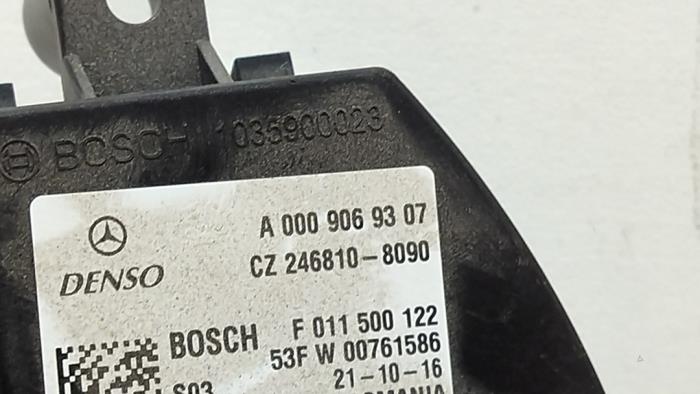 BOSCH 1035900023
A 000 906 93 07
CZ 246810-8090
DENSO
BOSCH F 011 500 122
53F W 00761586
21-10-16
S03